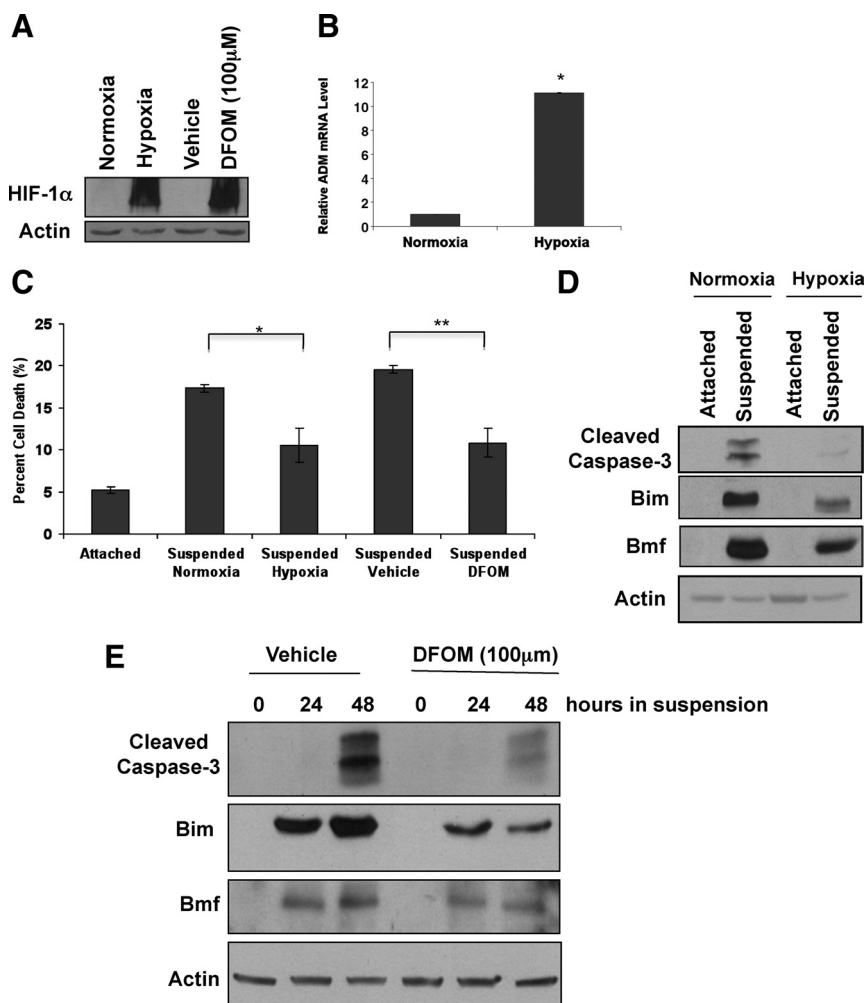 A
Normoxia
Hypoxia
Vehicle
DFOM (100µM)
HIF-1α
Actin
B
Relative ADM mRNA Level
12
10
8
6
4
2
0
*
Normoxia
Hypoxia
C
Percent Cell Death (%)
25
20
15
10
5
0
*
**
Attached
Suspended Normoxia
Suspended Hypoxia
Suspended Vehicle
Suspended DFOM
D
Normoxia Hypoxia
Attached
Suspended
Attached
Suspended
Cleaved
Caspase-3
Bim
Bmf
Actin
E
Vehicle DFOM (100µm)
0 24 48 0 24 48 hours in suspension
Cleaved
Caspase-3
Bim
Bmf
Actin